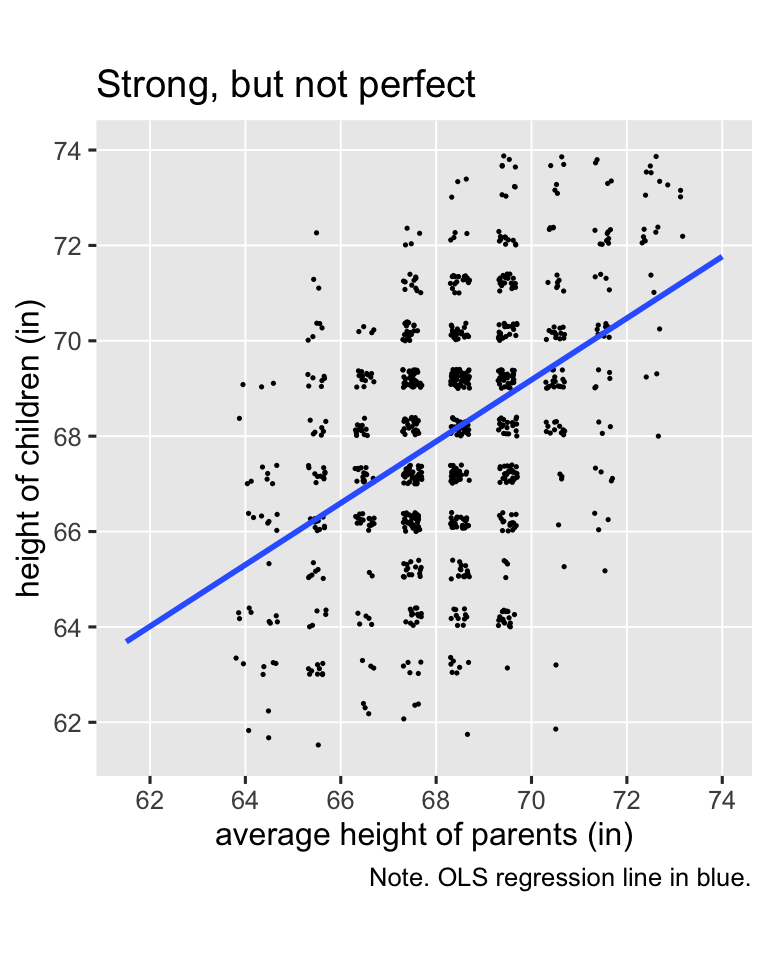 Strong, but not perfect
74
72
70
68
66
64
62
height of children (in)
62 64 66 68 70 72 74
average height of parents (in)
Note. OLS regression line in blue.